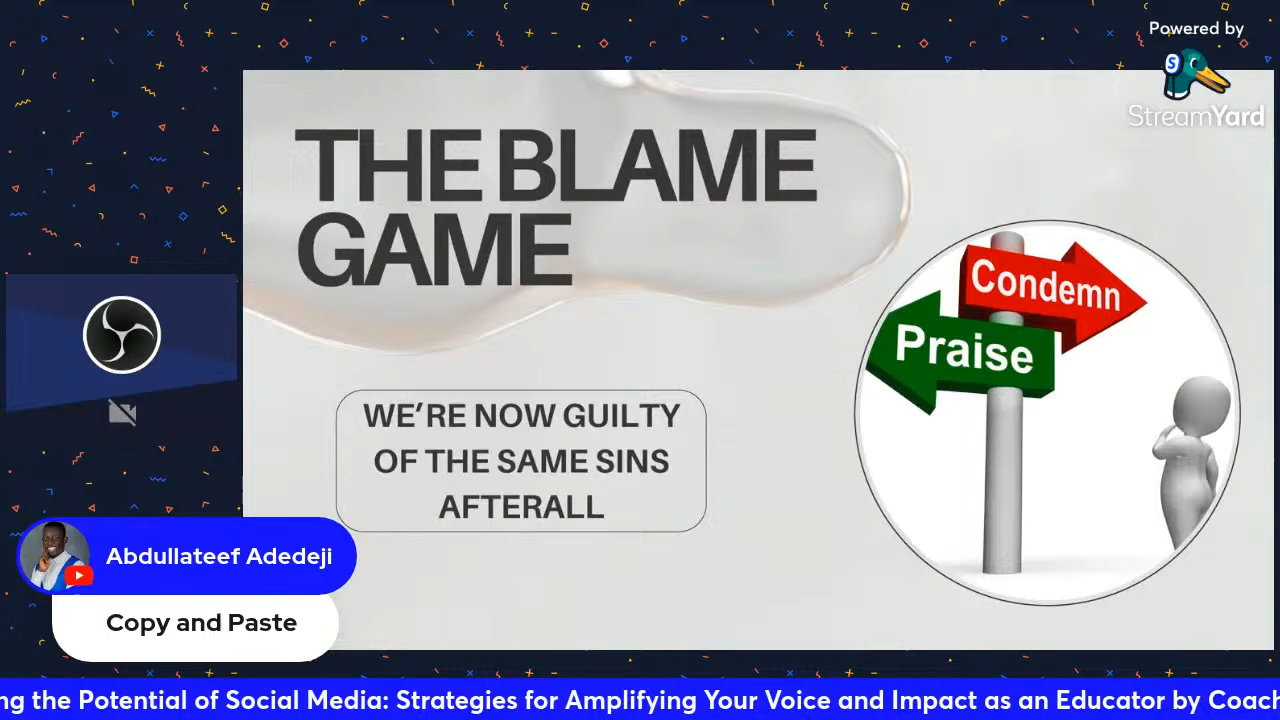 Powered by
StreamYard
THE BLAME
GAME
Condemn
Praise
WE’RE NOW GUILTY
OF THE SAME SINS
AFTERALL
Abdullateef Adedeji
Copy and Paste
the Potential of Social Media: Strategies for Amplifying Your Voice and Impact as an Educator by Coach